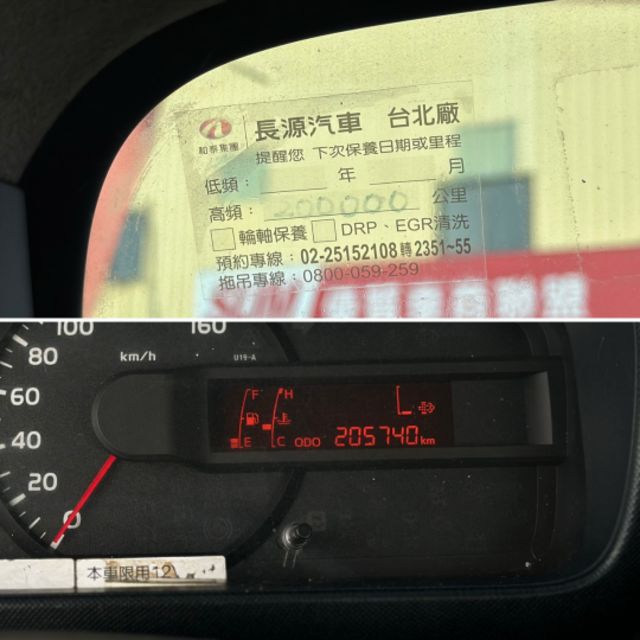 和泰集團 長源汽車 台北廠
提醒您 下次保養日期或里程
低頻： 年 月
高頻：200000 公里
輪軸保養 DRP、EGR清洗
預約專線：02-25152108轉2351~55
拖吊專線：0800-059-259
100 160
80 km/h U19-A
60 F H L
40 E C ODO 205740 km
20
0
本車限用12V